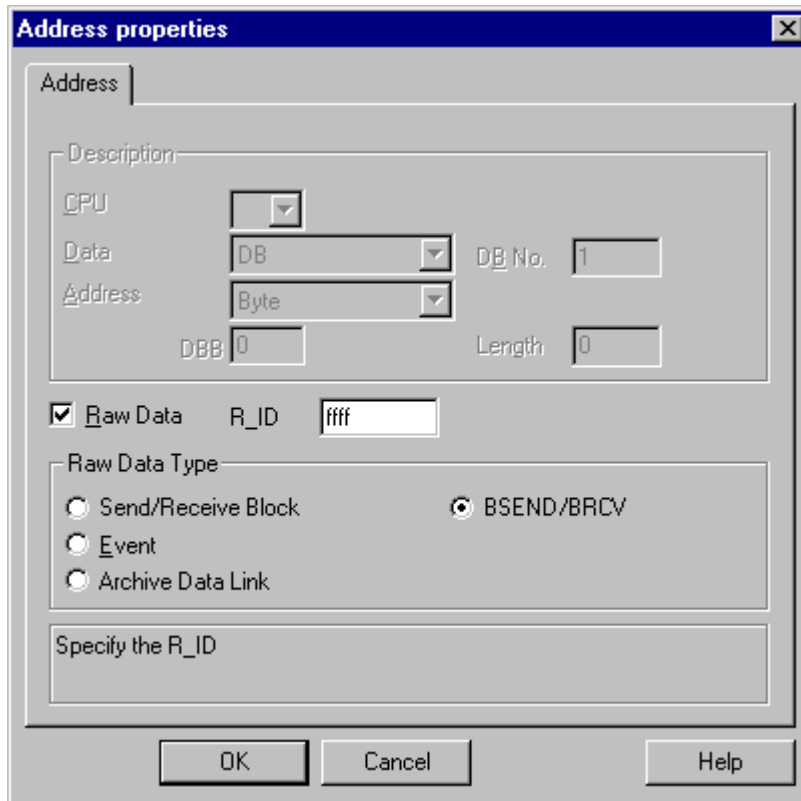 Address properties
Address
Description
CPU
Data DB DB No. 1
Address Byte
DBB 0 Length 0
Raw Data R_ID ffff
Raw Data Type
Send/Receive Block BSEND/BRCV
Event
Archive Data Link
Specify the R_ID
OK Cancel Help